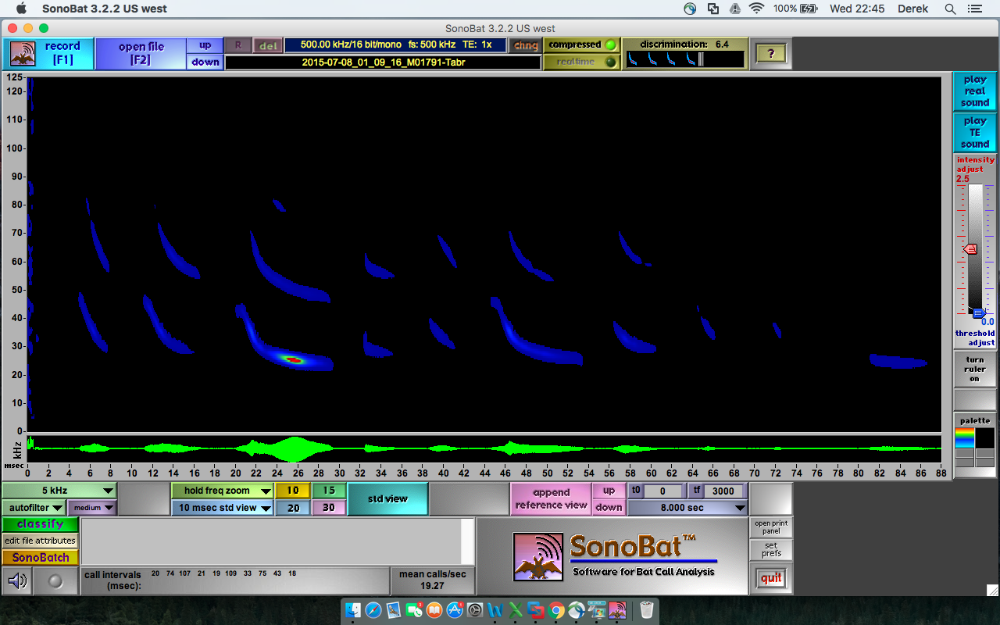 SonoBat 3.2.2 US west
100%
Wed 22:45 Derek
SonoBat 3.2.2 US west
record
[F1]
open file
[F2]
up
down
R
del
500.00 kHz/16 bit/mono fs: 500 kHz TE: 1x
chng
2015-07-08_01_09_16_M01791-Tabr
compressed
realtime
discrimination: 6.4
?
125-
120-
110-
100-
90-
80-
70-
60-
50-
40-
30-
20-
10-
0-
kHz
msec
0 2 4 6 8 10 12 14 16 18 20 22 24 26 28 30 32 34 36 38 40 42 44 46 48 50 52 54 56 58 60 62 64 66 68 70 72 74 76 78 80 82 84 86 88
play
real
sound
play
TE
sound
intensity
adjust
2.5
0.0
threshold
adjust
turn
ruler
on
palette
5 kHz
autofilter
medium
hold freq zoom
10
15
10 msec std view
20
30
std view
append
reference view
up
down
t0 0 tf 3000
8.000 sec
classify
edit file attributes
SonoBatch
call intervals
(msec):
20 74 107 21 19 109 33 75 43 18
mean calls/sec
19.27
SonoBat™
Software for Bat Call Analysis
open print
panel
set
prefs
quit